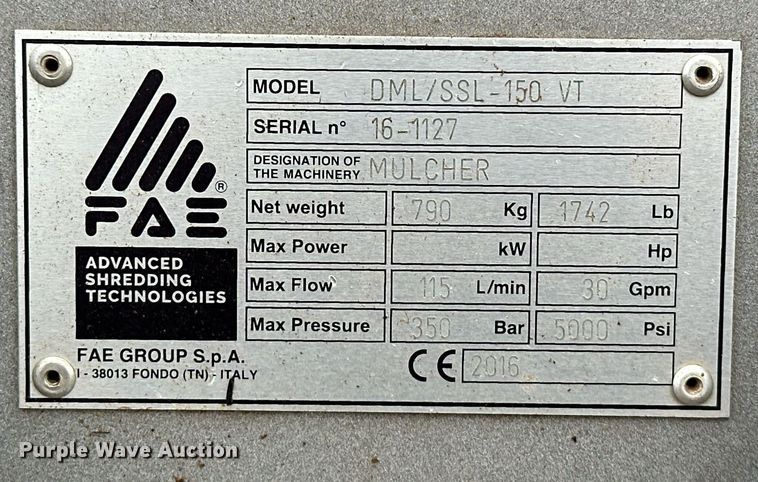 MODEL DML/SSL-150 VT
SERIAL n° 16-1127
DESIGNATION OF
THE MACHINERY MULCHER
Net weight 790 Kg 1742 Lb
Max Power kW Hp
Max Flow 115 L/min 30 Gpm
Max Pressure 350 Bar 5000 Psi
CE 2016
FAE®
ADVANCED
SHREDDING
TECHNOLOGIES
FAE GROUP S.p.A.
I - 38013 FONDO (TN) - ITALY
Purple Wave Auction